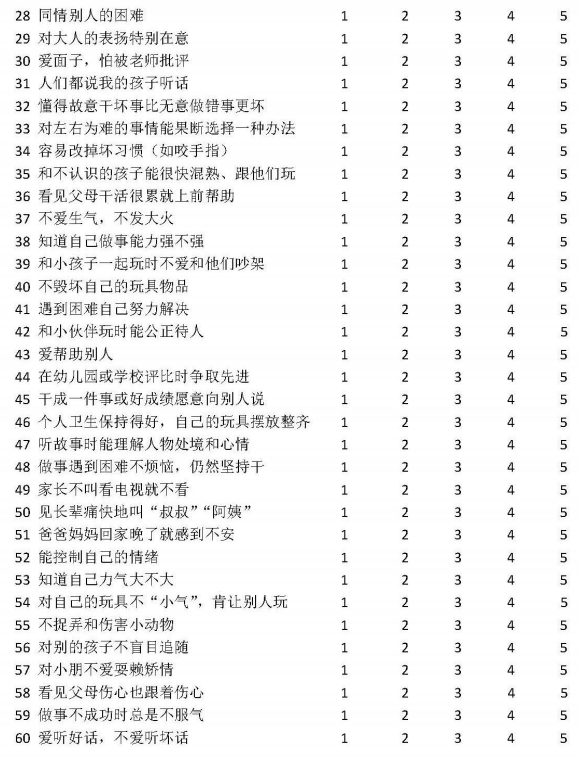 28 同情别人的困难 1 2 3 4 5
29 对大人的表扬特别在意 1 2 3 4 5
30 爱面子，怕被老师批评 1 2 3 4 5
31 人们都说我的孩子听话 1 2 3 4 5
32 懂得故意干坏事比无意做错事更坏 1 2 3 4 5
33 对左右为难的事情能果断选择一种办法 1 2 3 4 5
34 容易改掉坏习惯（如咬手指） 1 2 3 4 5
35 和不认识的孩子能很快混熟、跟他们玩 1 2 3 4 5
36 看见父母干活很累就上前帮助 1 2 3 4 5
37 不爱生气，不发大火 1 2 3 4 5
38 知道自己做事能力强不强 1 2 3 4 5
39 和小孩子一起玩时不爱和他们吵架 1 2 3 4 5
40 不毁坏自己的玩具物品 1 2 3 4 5
41 遇到困难自己努力解决 1 2 3 4 5
42 和小伙伴玩时能公正待人 1 2 3 4 5
43 爱帮助别人 1 2 3 4 5
44 在幼儿园或学校评比时争取先进 1 2 3 4 5
45 干成一件事或好成绩愿意向别人说 1 2 3 4 5
46 个人卫生保持得好，自己的玩具摆放整齐 1 2 3 4 5
47 听故事时能理解人物处境和心情 1 2 3 4 5
48 做事遇到困难不烦恼，仍然坚持干 1 2 3 4 5
49 家长不叫看电视就不看 1 2 3 4 5
50 见长辈痛快地叫“叔叔”“阿姨” 1 2 3 4 5
51 爸爸妈妈回家晚了就感到不安 1 2 3 4 5
52 能控制自己的情绪 1 2 3 4 5
53 知道自己力气大不大 1 2 3 4 5
54 对自己的玩具不“小气”，肯让别人玩 1 2 3 4 5
55 不捉弄和伤害小动物 1 2 3 4 5
56 对别的孩子不盲目追随 1 2 3 4 5
57 对小朋不爱耍赖矫情 1 2 3 4 5
58 看见父母伤心也跟着伤心 1 2 3 4 5
59 做事不成功时总是不服气 1 2 3 4 5
60 爱听好话，不爱听坏话 1 2 3 4 5